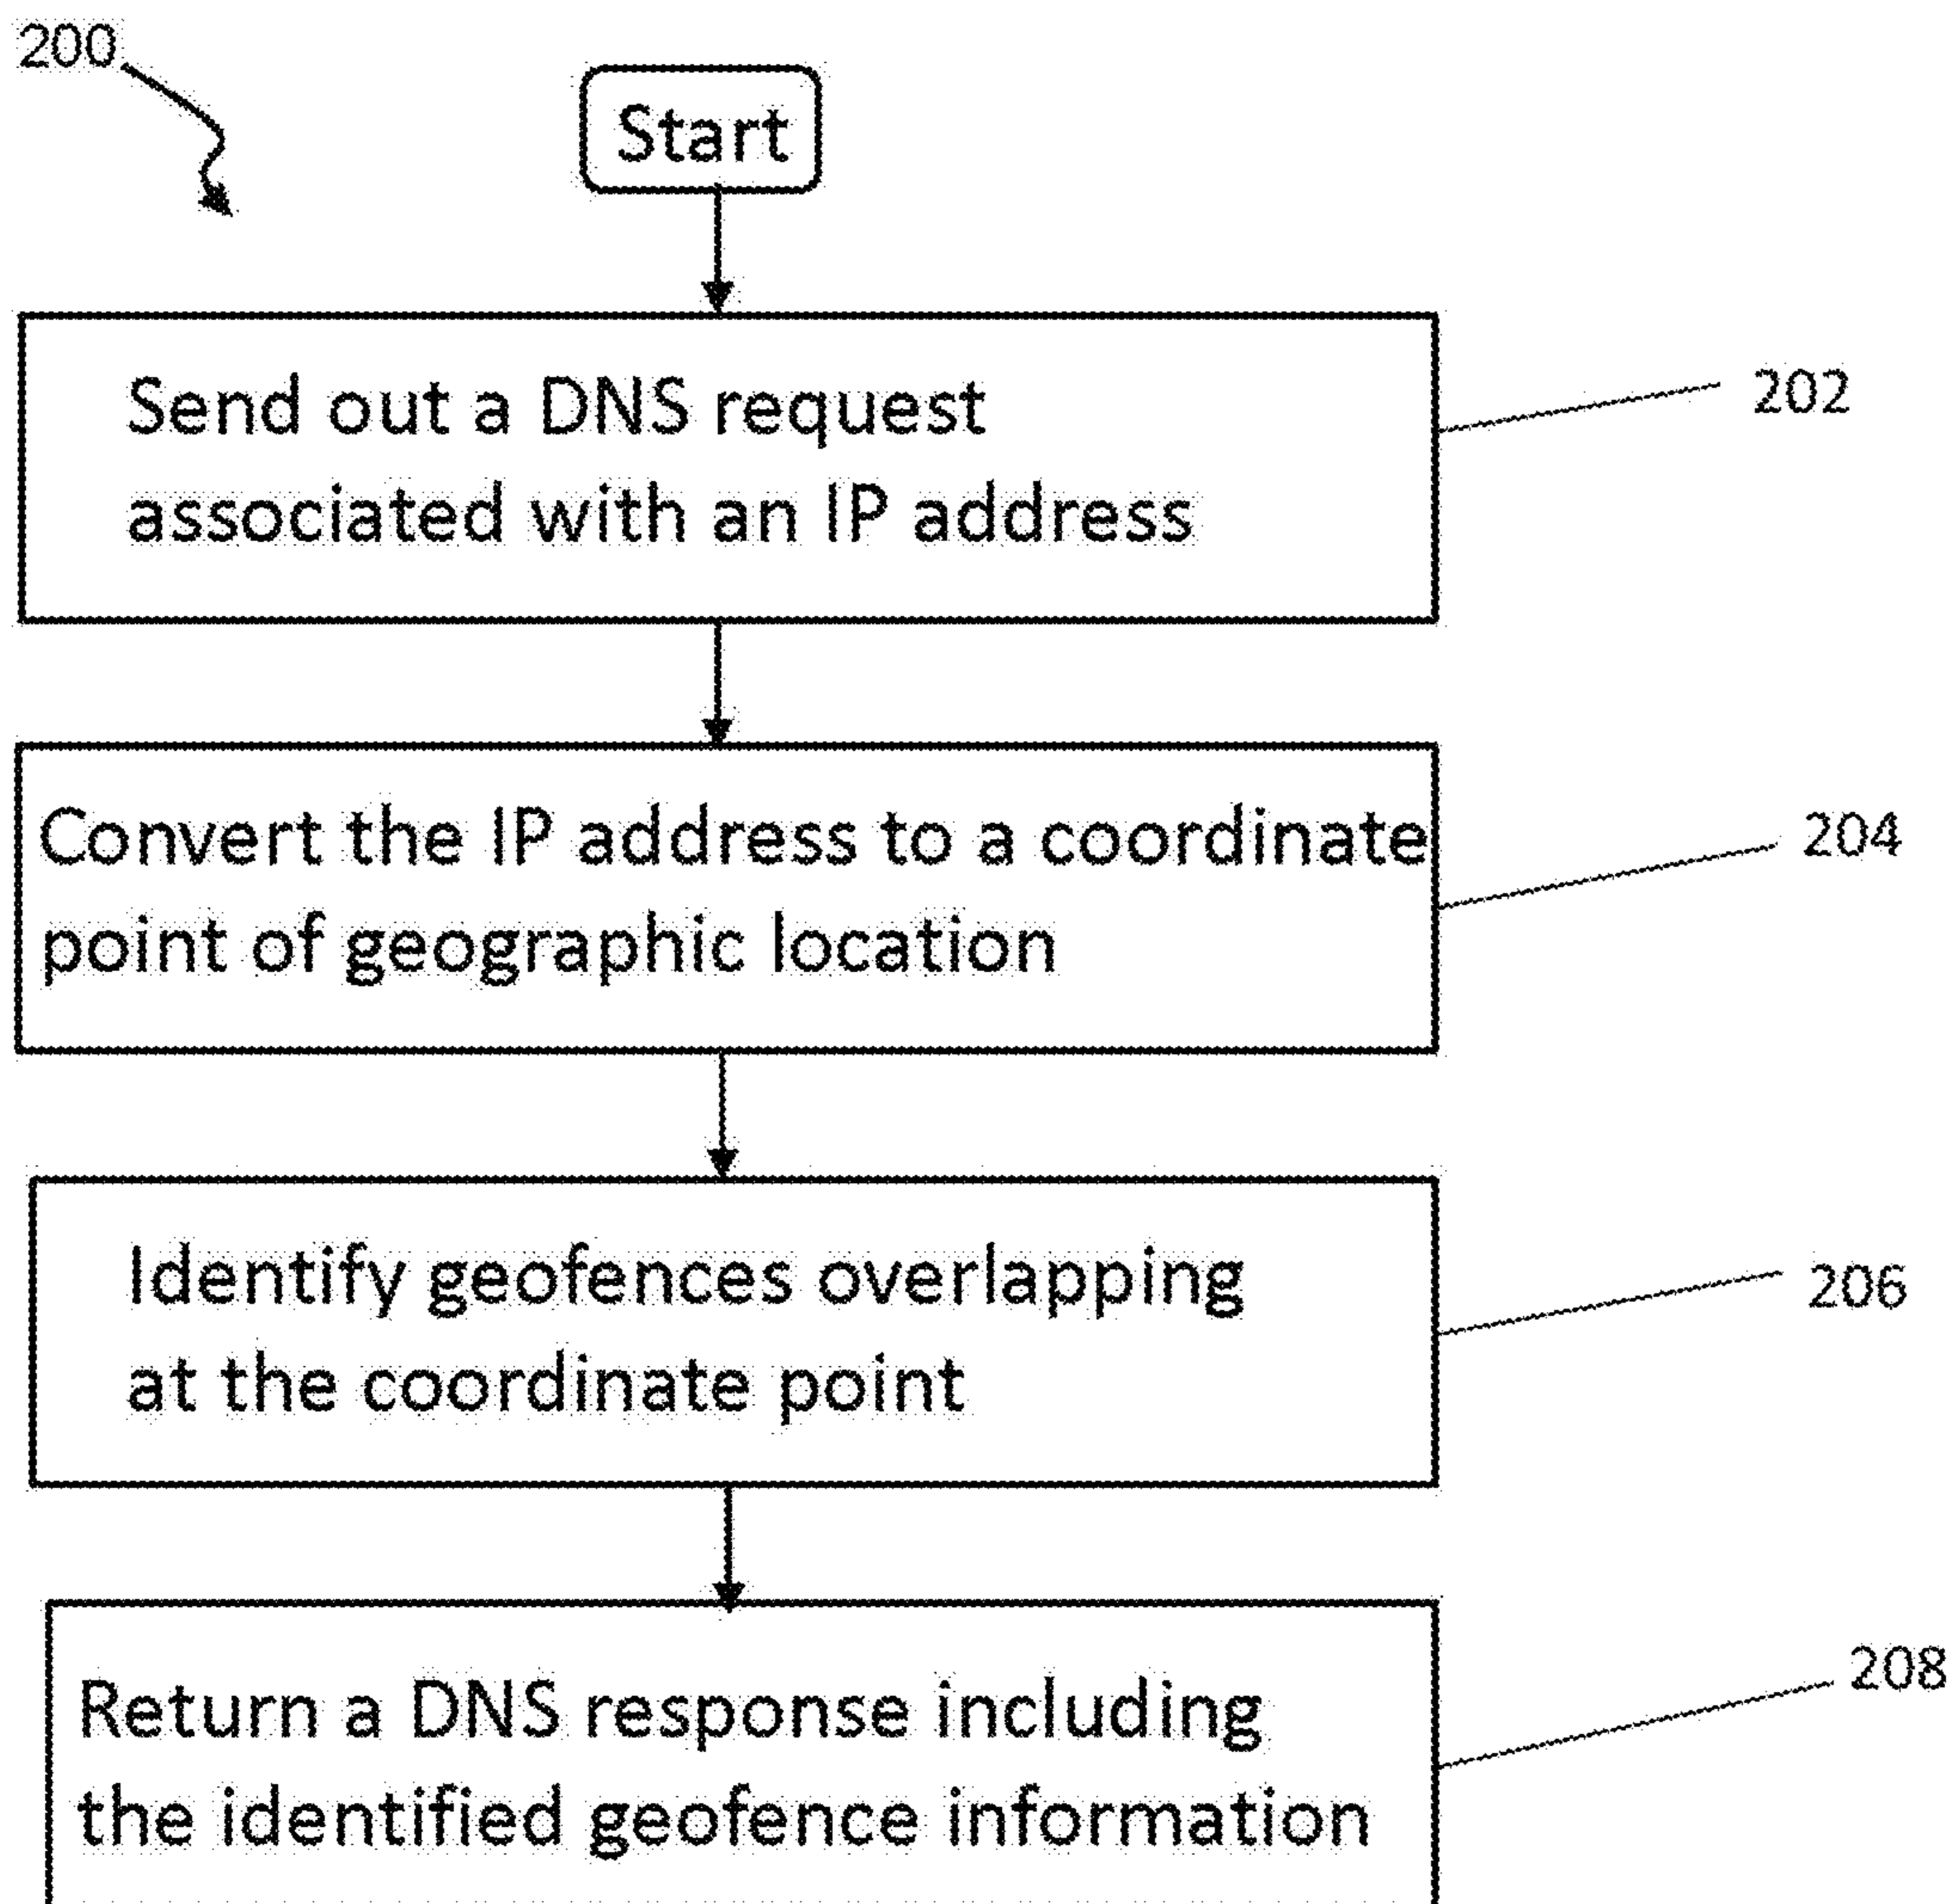 200
Start
Send out a DNS request
associated with an IP address
202
Convert the IP address to a coordinate
point of geographic location
204
Identify geofences overlapping
at the coordinate point
206
Return a DNS response including
the identified geofence information
208